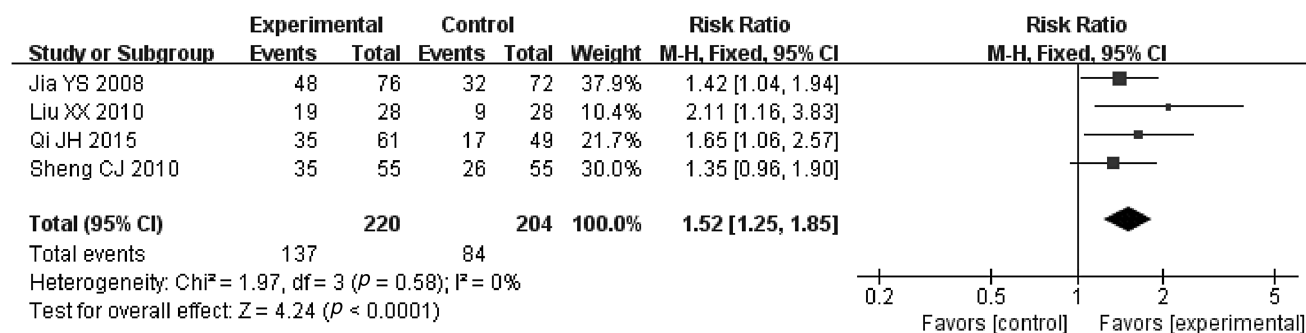 Experimental Control Risk Ratio Risk Ratio
Study or Subgroup Events Total Events Total Weight M-H, Fixed, 95% CI M-H, Fixed, 95% CI
Jia YS 2008 48 76 32 72 37.9% 1.42 [1.04, 1.94]
Liu XX 2010 19 28 9 28 10.4% 2.11 [1.16, 3.83]
Qi JH 2015 35 61 17 49 21.7% 1.65 [1.06, 2.57]
Sheng CJ 2010 35 55 26 55 30.0% 1.35 [0.96, 1.90]
Total (95% CI) 220 204 100.0% 1.52 [1.25, 1.85]
Total events 137 84
Heterogeneity: Chi² = 1.97, df = 3 (P = 0.58); I² = 0%
Test for overall effect: Z = 4.24 (P < 0.0001)
0.2 0.5 1 2 5
Favors [control] Favors [experimental]